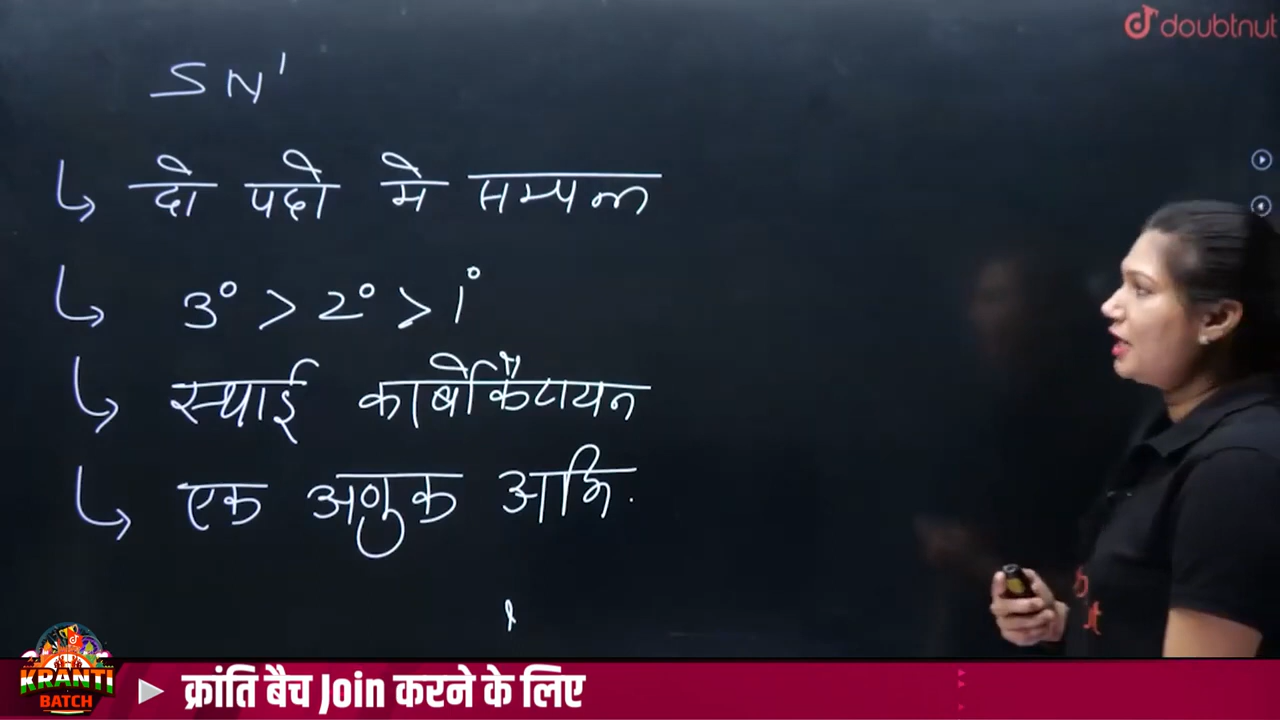 doubtnut
SN1
दो पदो मे सम्पन्न
3° > 2° > 1°
स्थाई कार्बोकैटायन
एक अणुक अभि.
KRANTI
BATCH
क्रांति बैच Join करने के लिए